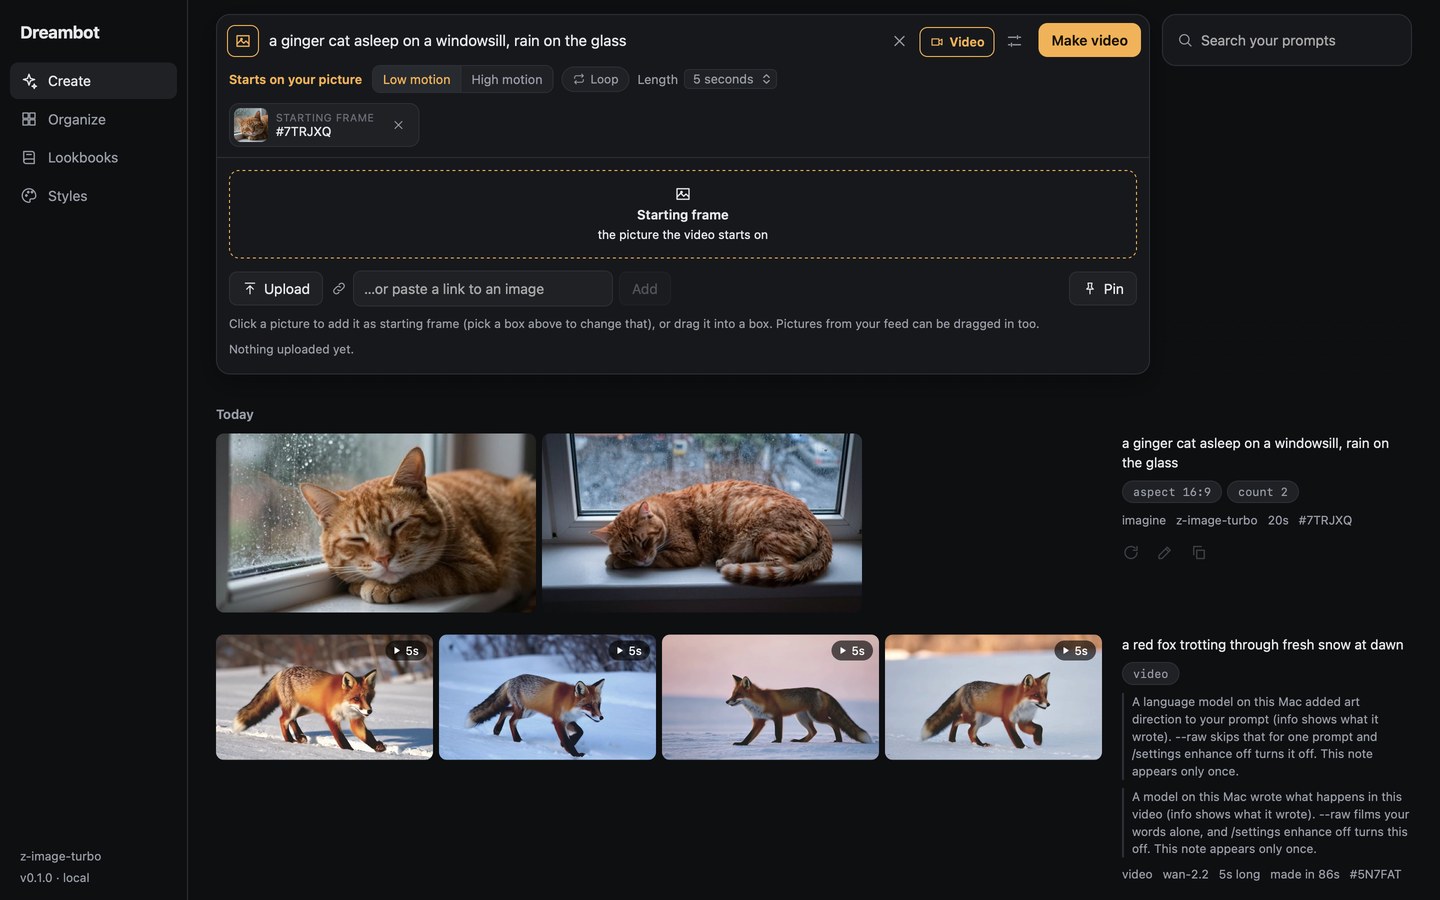 Dreambot
Create
Organize
Lookbooks
Styles
z-image-turbo
v0.1.0 · local
a ginger cat asleep on a windowsill, rain on the glass
Video
Make video
Search your prompts
Starts on your picture
Low motion
High motion
Loop
Length
5 seconds
STARTING FRAME
#7TRJXQ
Starting frame
the picture the video starts on
Upload
...or paste a link to an image
Add
Pin
Click a picture to add it as starting frame (pick a box above to change that), or drag it into a box. Pictures from your feed can be dragged in too.
Nothing uploaded yet.
Today
a ginger cat asleep on a windowsill, rain on
the glass
aspect 16:9
count 2
imagine z-image-turbo 20s #7TRJXQ
5s
5s
5s
5s
a red fox trotting through fresh snow at dawn
video
A language model on this Mac added art
direction to your prompt (info shows what it
wrote). --raw skips that for one prompt and
/settings enhance off turns it off. This note
appears only once.
A model on this Mac wrote what happens in this
video (info shows what it wrote). --raw films your
words alone, and /settings enhance off turns this
off. This note appears only once.
video wan-2.2 5s long made in 86s #5N7FAT